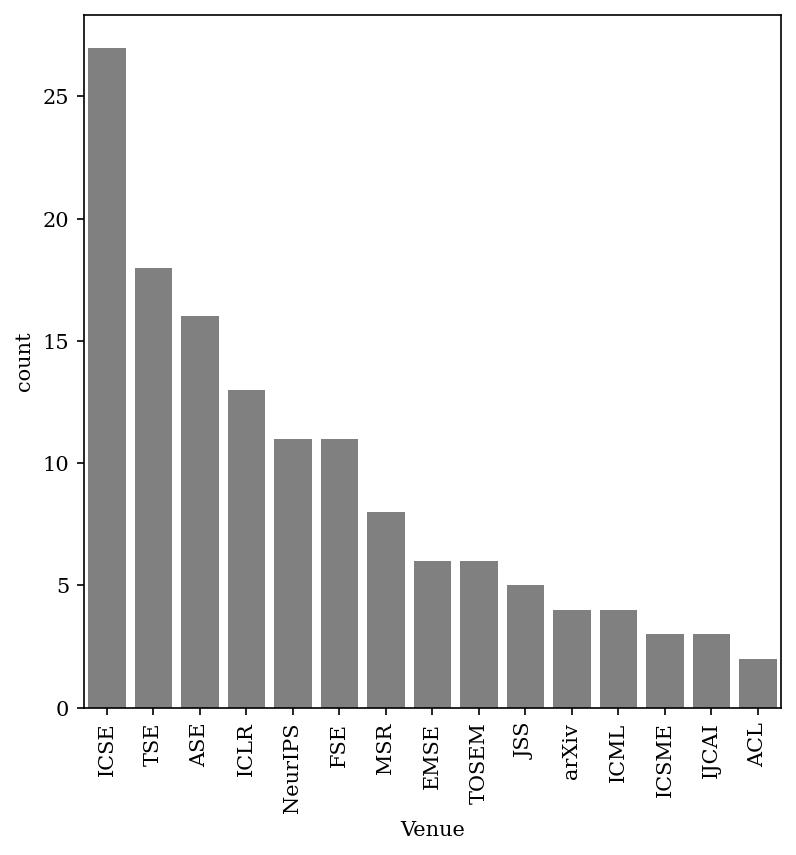 25
20
15
10
5
0
count
ICSE
TSE
ASE
ICLR
NeurIPS
FSE
MSR
EMSE
TOSEM
JSS
arXiv
ICML
ICSME
IJCAI
ACL
Venue